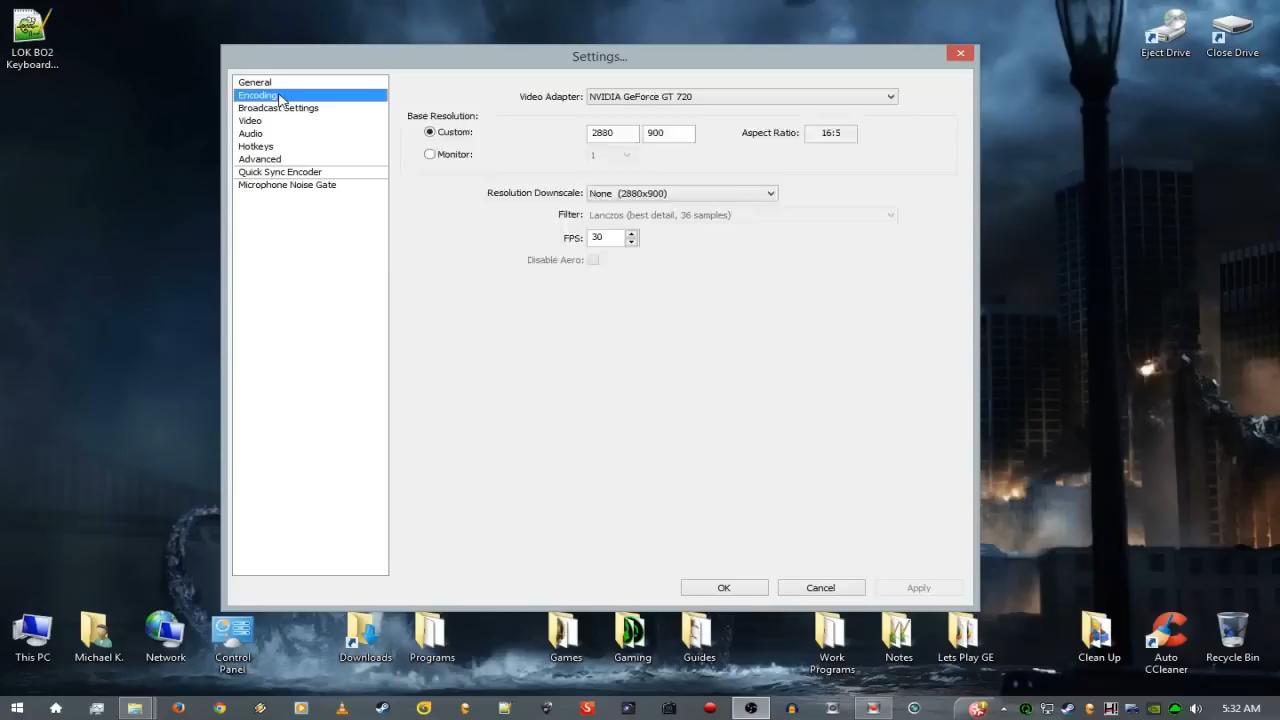 LOK BO2
Keyboard...
Eject Drive
Close Drive
Settings...
General
Encoding
Broadcast Settings
Video
Audio
Hotkeys
Advanced
Quick Sync Encoder
Microphone Noise Gate
Video Adapter: NVIDIA GeForce GT 720
Base Resolution:
Custom: 2880 900 Aspect Ratio: 16:5
Monitor: 1
Resolution Downscale: None (2880x900)
Filter: Lanczos (best detail, 36 samples)
FPS: 30
Disable Aero:
OK Cancel Apply
This PC
Michael K.
Network
Control
Panel
Downloads
Programs
Games
Gaming
Guides
Work
Programs
Notes
Lets Play GE
Clean Up
Auto
CCleaner
Recycle Bin
5:32 AM